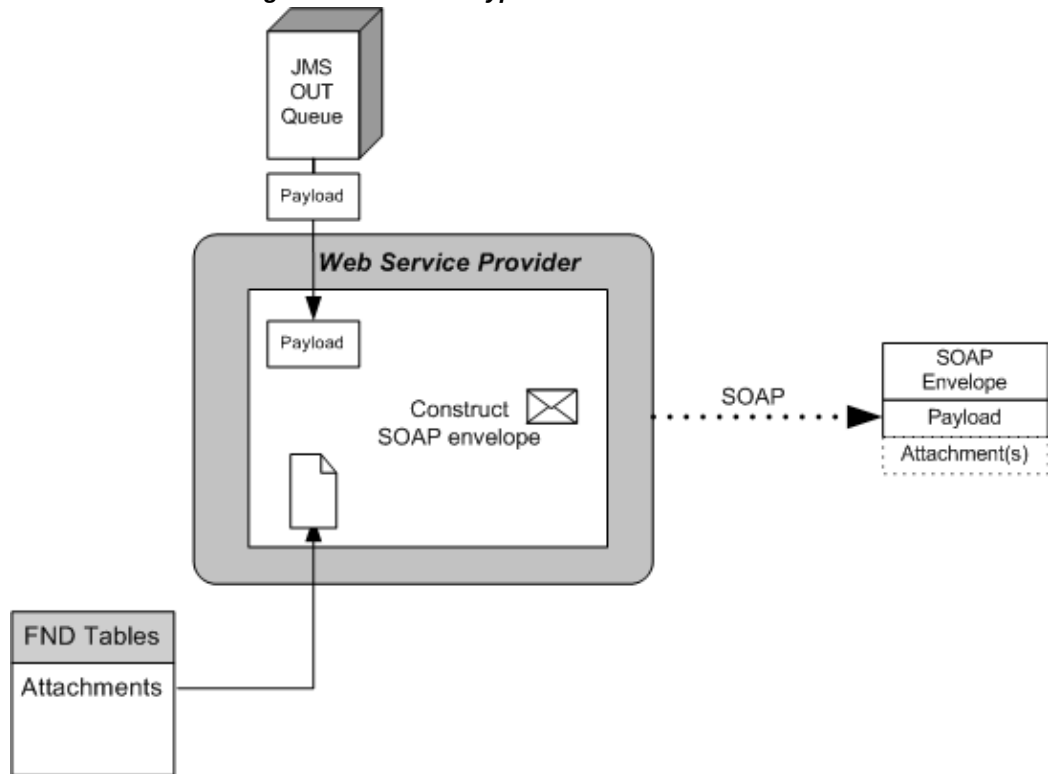 JMS
OUT
Queue
Payload
Web Service Provider
Payload
Construct
SOAP envelope
SOAP
SOAP
Envelope
Payload
Attachment(s)
FND Tables
Attachments